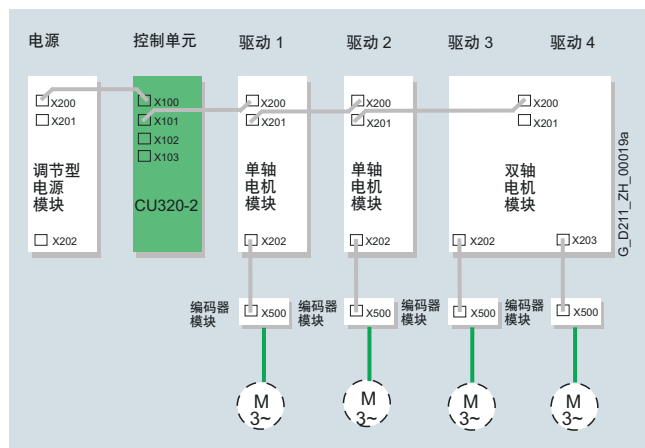 电源
控制单元
驱动 1
驱动 2
驱动 3
驱动 4
X200
X201
调节型
电源
模块
X202
X100
X101
X102
X103
CU320-2
X200
X201
单轴
电机
模块
X202
X200
X201
单轴
电机
模块
X202
X200
X201
双轴
电机
模块
X202
X203
G_D211_ZH_00019a
编码器
模块
X500
编码器
模块
X500
编码器
模块
X500
编码器
模块
X500
M
3~
M
3~
M
3~
M
3~